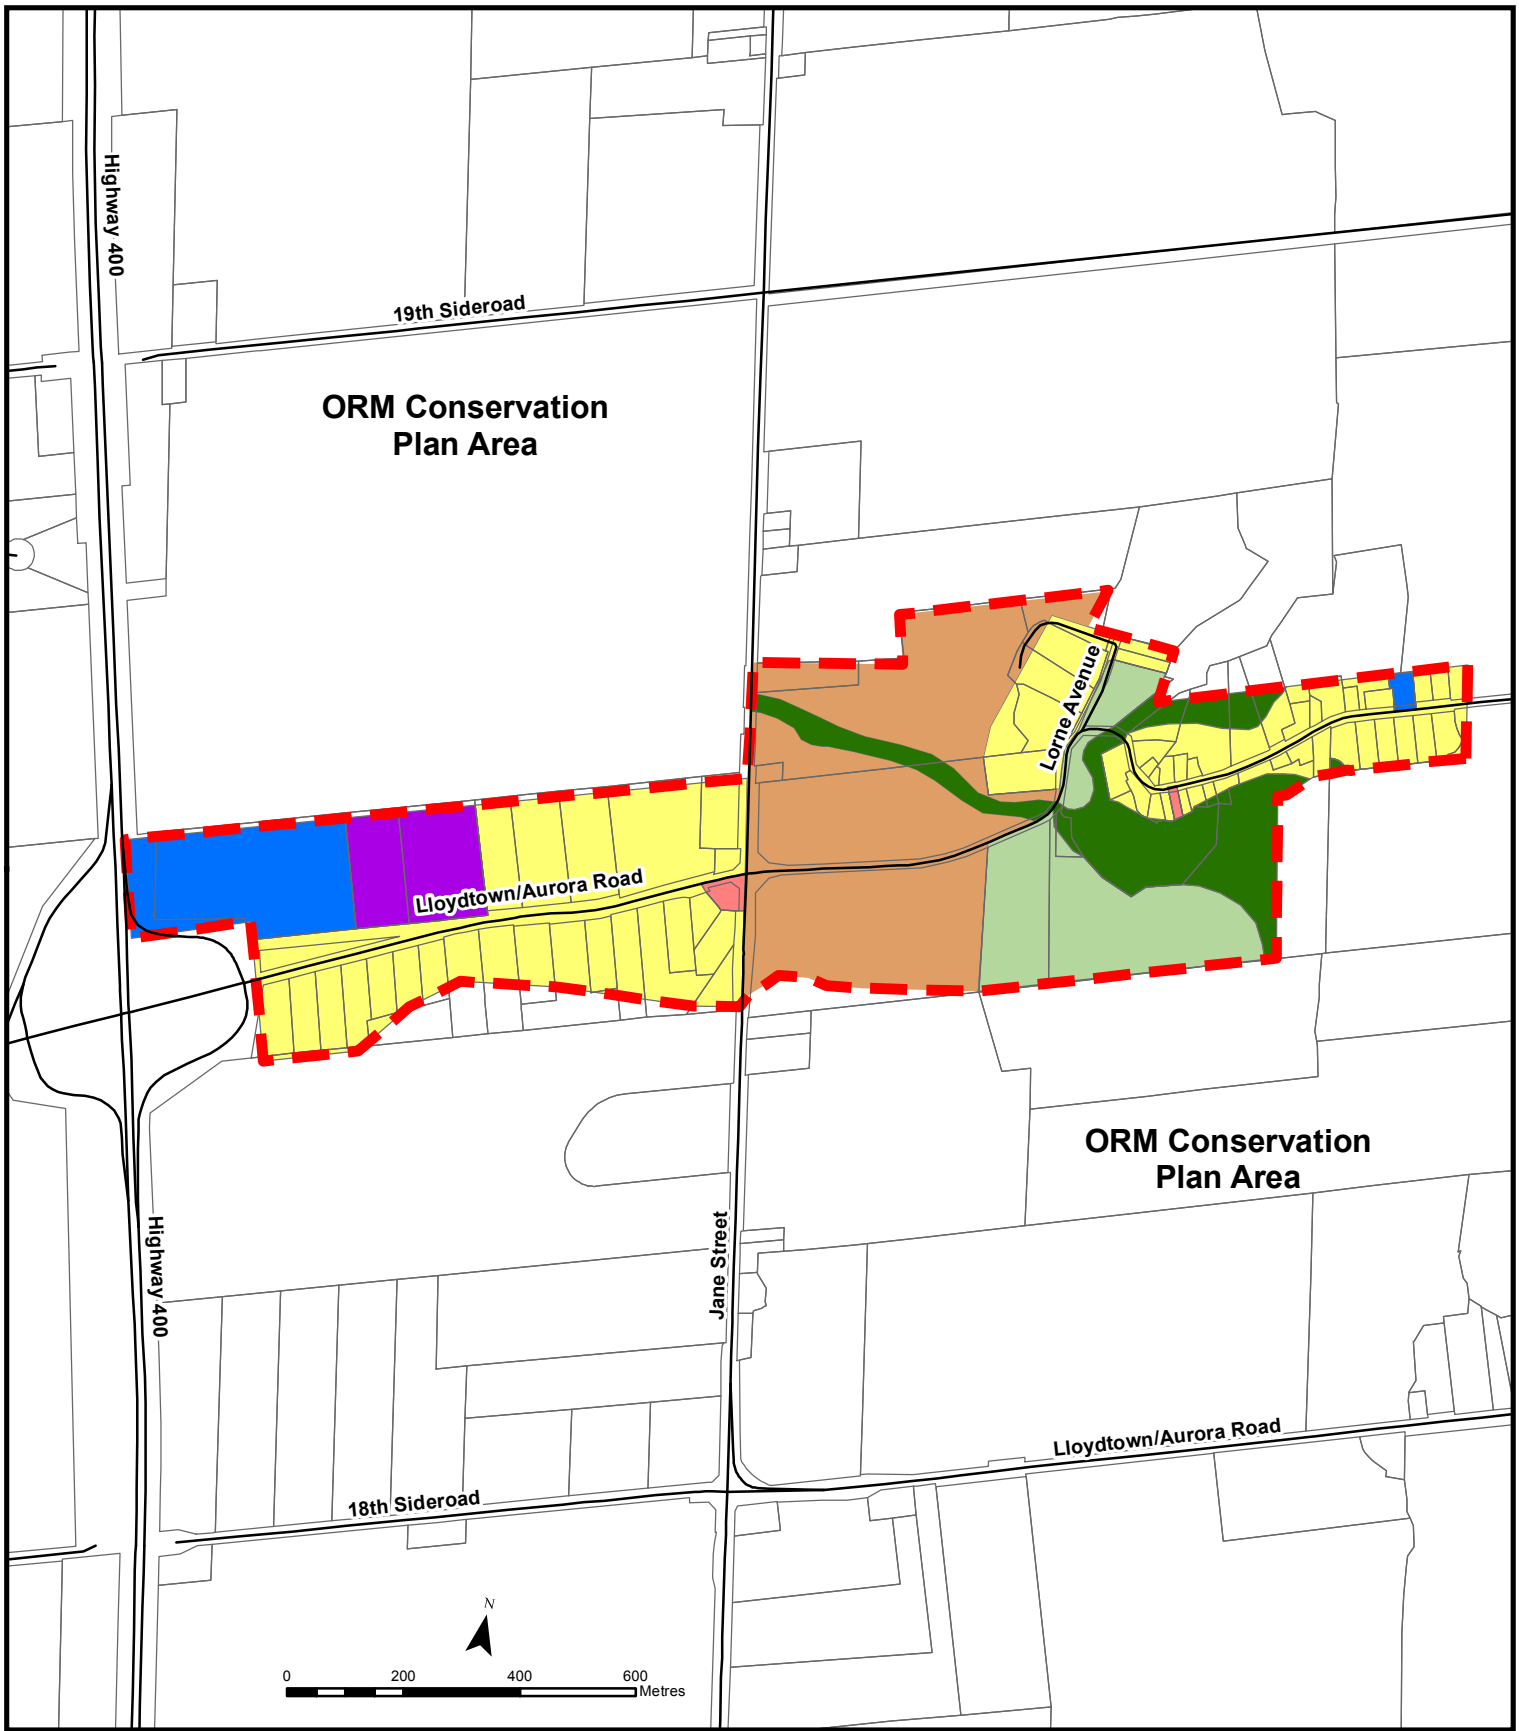 Highway 400
19th Sideroad
ORM Conservation
Plan Area
Lorne Avenue
Lloydtown/Aurora Road
ORM Conservation
Plan Area
Jane Street
Highway 400
Lloydtown/Aurora Road
18th Sideroad
N
0 200 400 600
Metres